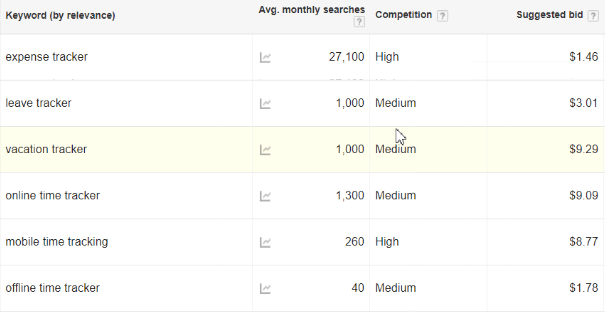 Keyword (by relevance) Avg. monthly searches ? Competition ? Suggested bid ?
expense tracker 27,100 High $1.46
leave tracker 1,000 Medium $3.01
vacation tracker 1,000 Medium $9.29
online time tracker 1,300 Medium $9.09
mobile time tracking 260 High $8.77
offline time tracker 40 Medium $1.78